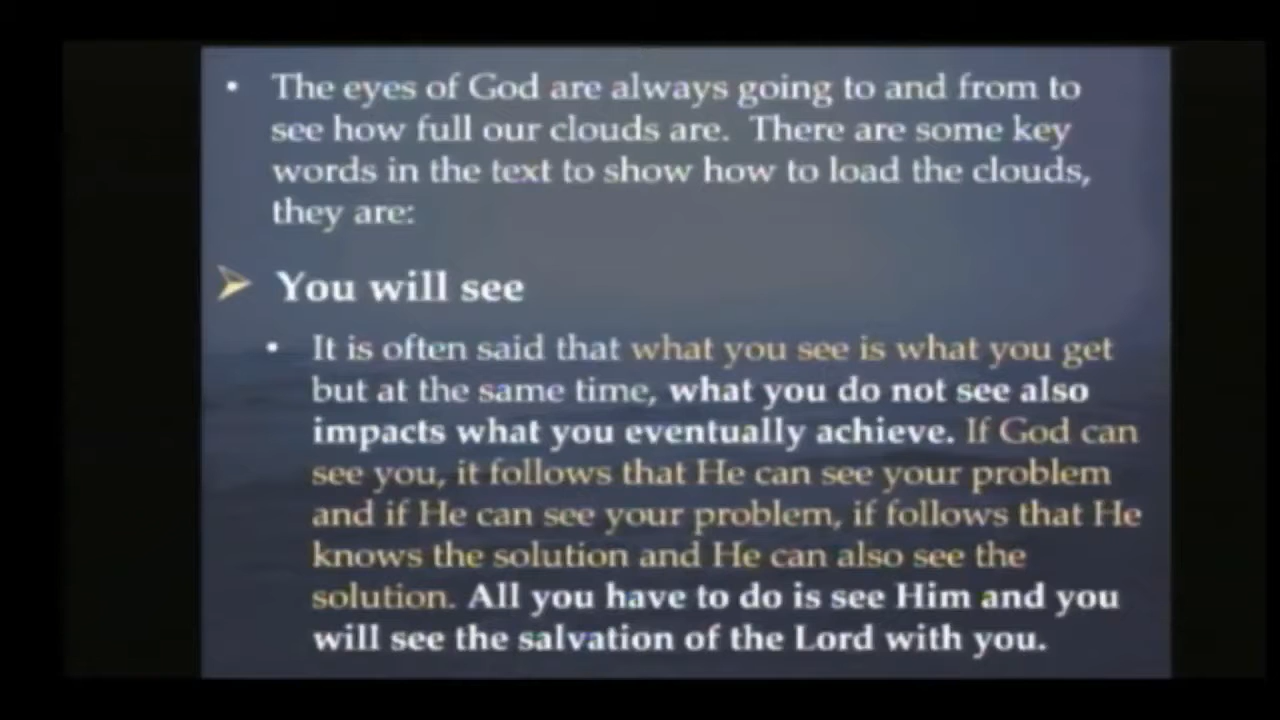 • The eyes of God are always going to and from to
see how full our clouds are. There are some key
words in the text to show how to load the clouds,
they are:
➢ You will see
• It is often said that what you see is what you get
but at the same time, what you do not see also
impacts what you eventually achieve. If God can
see you, it follows that He can see your problem
and if He can see your problem, if follows that He
knows the solution and He can also see the
solution. All you have to do is see Him and you
will see the salvation of the Lord with you.